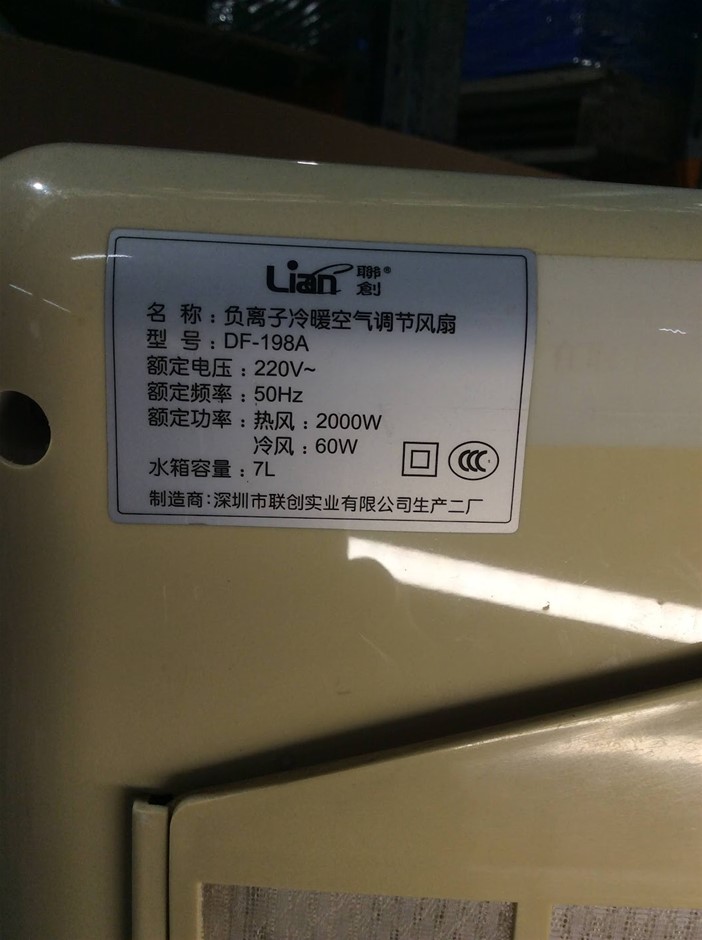 Lian 聯創®
名 称：负离子冷暖空气调节风扇
型 号：DF-198A
额定电压：220V~
额定频率：50Hz
额定功率：热风：2000W
冷风：60W
水箱容量：7L
CCC
制造商:深圳市联创实业有限公司生产二厂